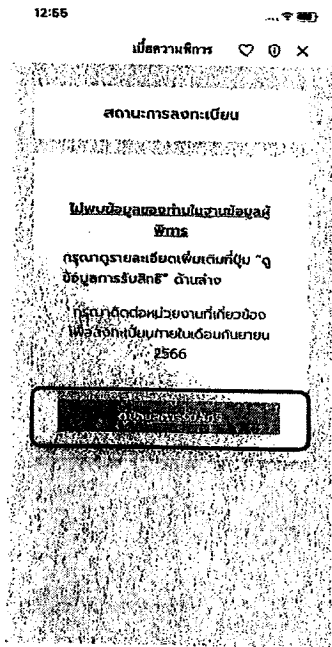 12:55
เบี้ยความพิการ
สถานะการลงทะเบียน
ไม่พบข้อมูลของท่านในฐานข้อมูลผู้
พิการ
กรุณาดูรายละเอียดเพิ่มเติมที่ปุ่ม “ดู
ข้อมูลการรับสิทธิ์” ด้านล่าง
กรุณาติดต่อหน่วยงานที่เกี่ยวข้อง
เพื่อลงทะเบียนภายในเดือนกันยายน
2566
ดูข้อมูลการรับสิทธิ์